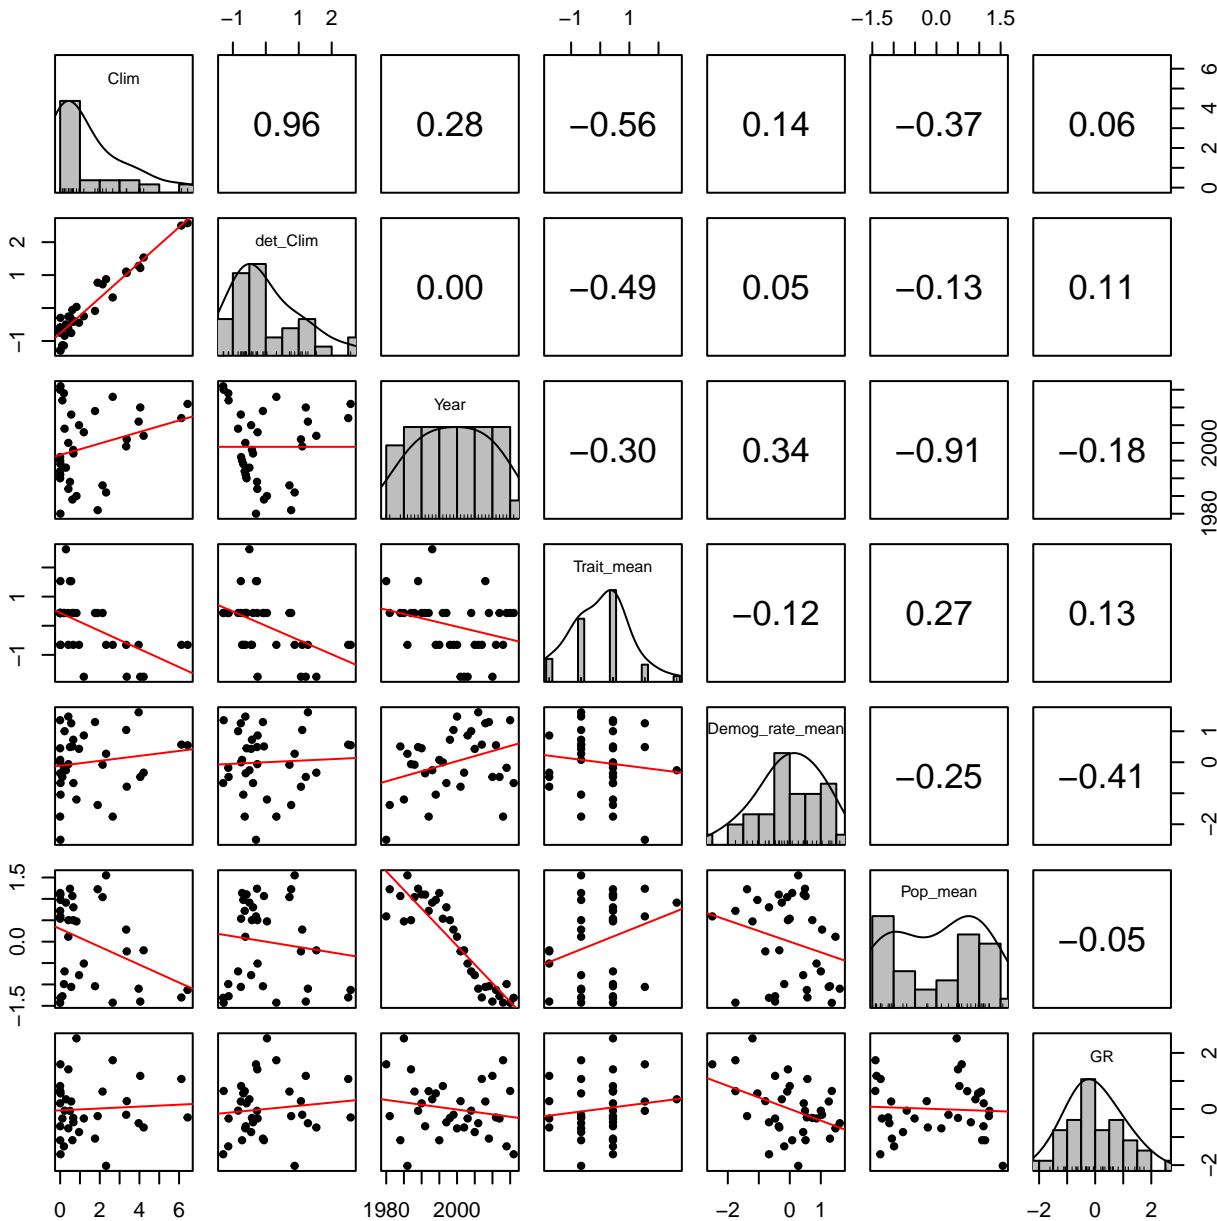 −1 1 2 −1 1 −1.5 0.0 1.5
Clim 0.96 0.28 −0.56 0.14 −0.37 0.06 0 2 4 6
−1 1 2 det_Clim 0.00 −0.49 0.05 −0.13 0.11
Year −0.30 0.34 −0.91 −0.18 1980 2000
−1 1 Trait_mean −0.12 0.27 0.13
Demog_rate_mean −0.25 −0.41 −2 0 1
−1.5 0.0 1.5 Pop_mean −0.05
GR −2 0 2
0 2 4 6 1980 2000 −2 0 1 −2 0 2